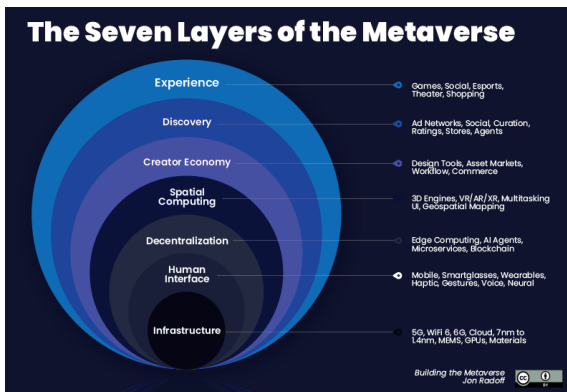 The Seven Layers of the Metaverse
Experience
Games, Social, Esports,
Theater, Shopping
Discovery
Ad Networks, Social, Curation,
Ratings, Stores, Agents
Creator Economy
Design Tools, Asset Markets,
Workflow, Commerce
Spatial
Computing
3D Engines, VR/AR/XR, Multitasking
UI, Geospatial Mapping
Decentralization
Edge Computing, AI Agents,
Microservices, Blockchain
Human
Interface
Mobile, Smartglasses, Wearables,
Haptic, Gestures, Voice, Neural
Infrastructure
5G, WiFi 6, 6G, Cloud, 7nm to
1.4nm, MEMS, GPUs, Materials
Building the Metaverse
Jon Radoff
cc
BY